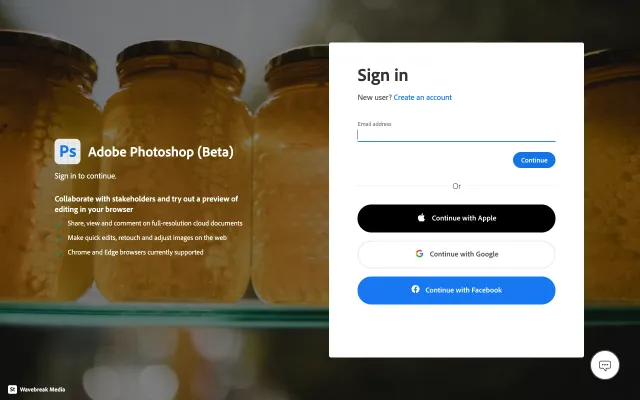 Ps Adobe Photoshop (Beta)
Sign in to continue.
Collaborate with stakeholders and try out a preview of
editing in your browser
Share, view and comment on full-resolution cloud documents
Make quick edits, retouch and adjust images on the web
Chrome and Edge browsers currently supported
Sign in
New user? Create an account
Email address
Continue
Or
Continue with Apple
Continue with Google
Continue with Facebook
St Wavebreak Media